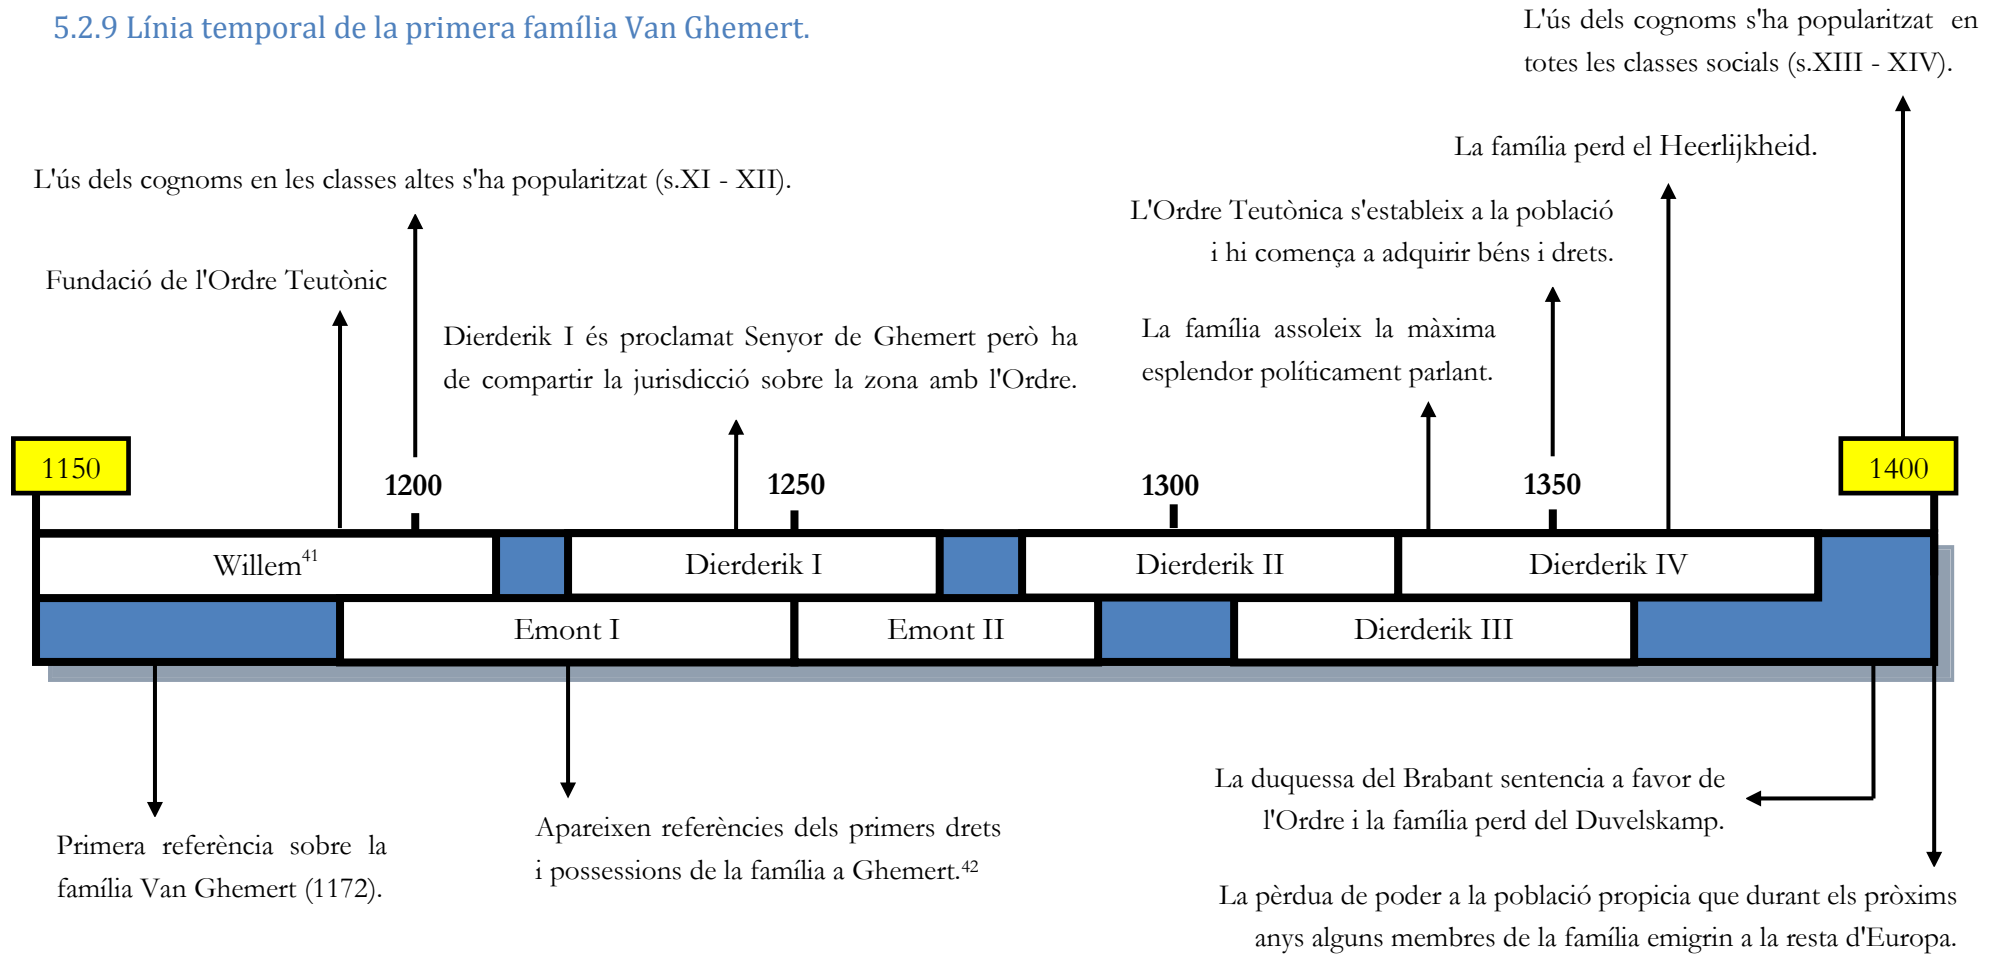 5.2.9 Línia temporal de la primera família Van Ghemert.
L'ús dels cognoms s'ha popularitzat en
totes les classes socials (s.XIII - XIV).
La família perd el Heerlijkheid.
L'ús dels cognoms en les classes altes s'ha popularitzat (s.XI - XII).
L'Ordre Teutònica s'estableix a la població
i hi comença a adquirir béns i drets.
Fundació de l'Ordre Teutònic
Dierderik I és proclamat Senyor de Ghemert però ha
de compartir la jurisdicció sobre la zona amb l'Ordre.
La família assoleix la màxima
esplendor políticament parlant.
1150
1200
1250
1300
1350
1400
Willem41
Dierderik I
Dierderik II
Dierderik IV
Emont I
Emont II
Dierderik III
Primera referència sobre la
família Van Ghemert (1172).
Apareixen referències dels primers drets
i possessions de la família a Ghemert.42
La duquessa del Brabant sentencia a favor de
l'Ordre i la família perd del Duvelskamp.
La pèrdua de poder a la població propicia que durant els pròxims
anys alguns membres de la família emigrin a la resta d'Europa.